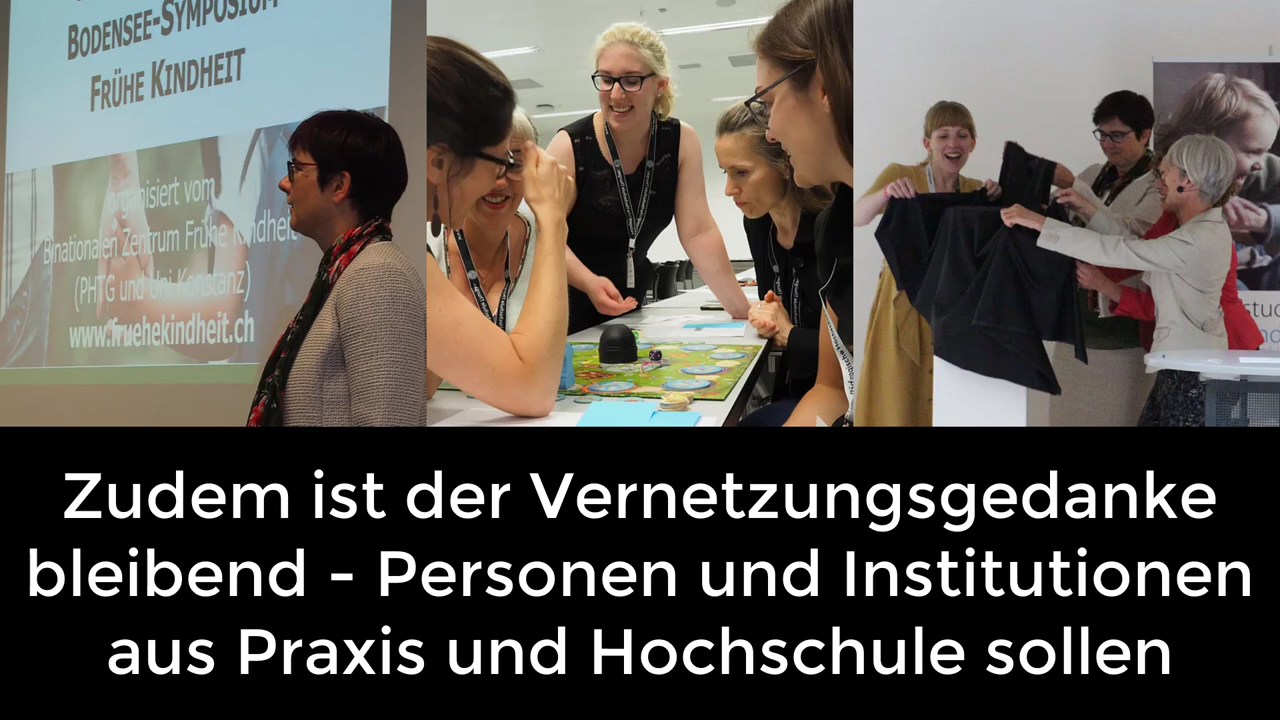 BODENSEE-SYMPOSIUM
FRÜHE KINDHEIT
organisiert vom
Binationalen Zentrum Frühe Kindheit
(PHTG und Uni Konstanz)
www.fruehekindheit.ch
Zudem ist der Vernetzungsgedanke
bleibend - Personen und Institutionen
aus Praxis und Hochschule sollen